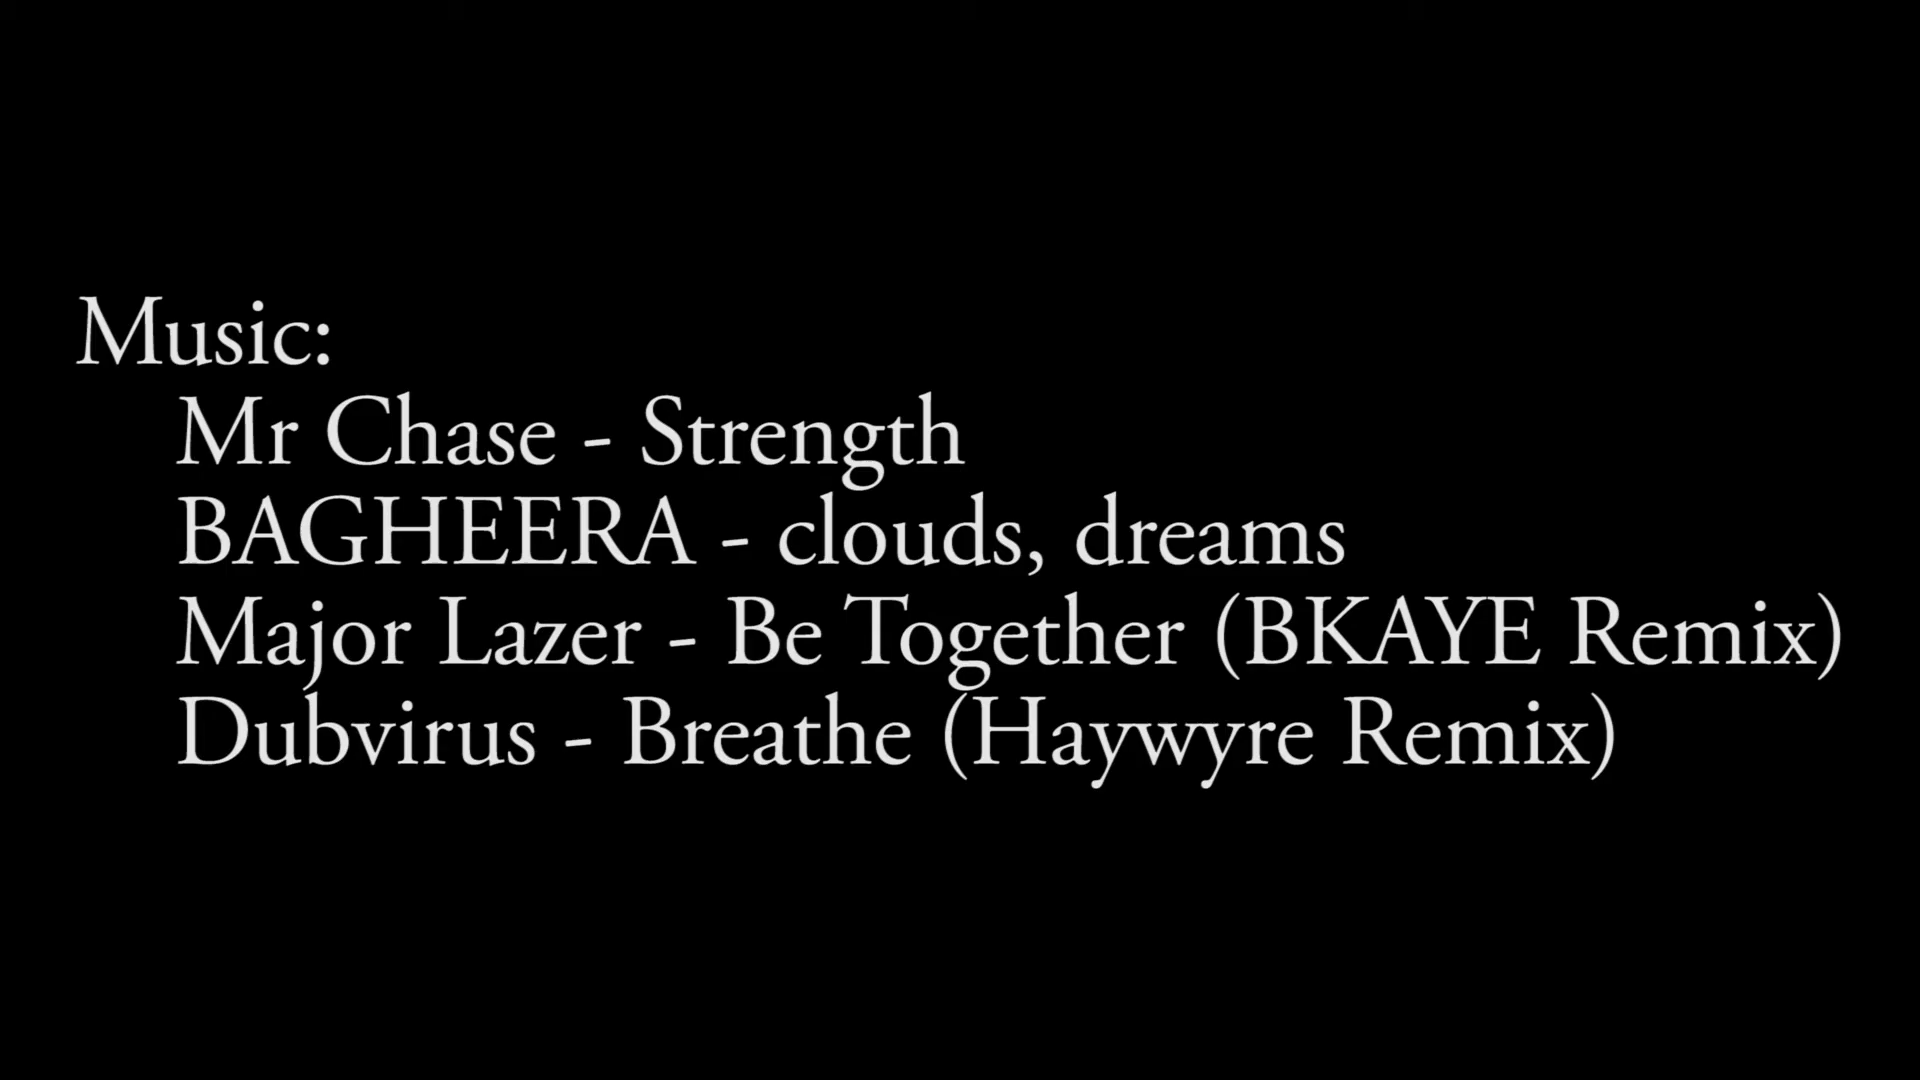 Music:
Mr Chase - Strength
BAGHEERA - clouds, dreams
Major Lazer - Be Together (BKAYE Remix)
Dubvirus - Breathe (Haywyre Remix)